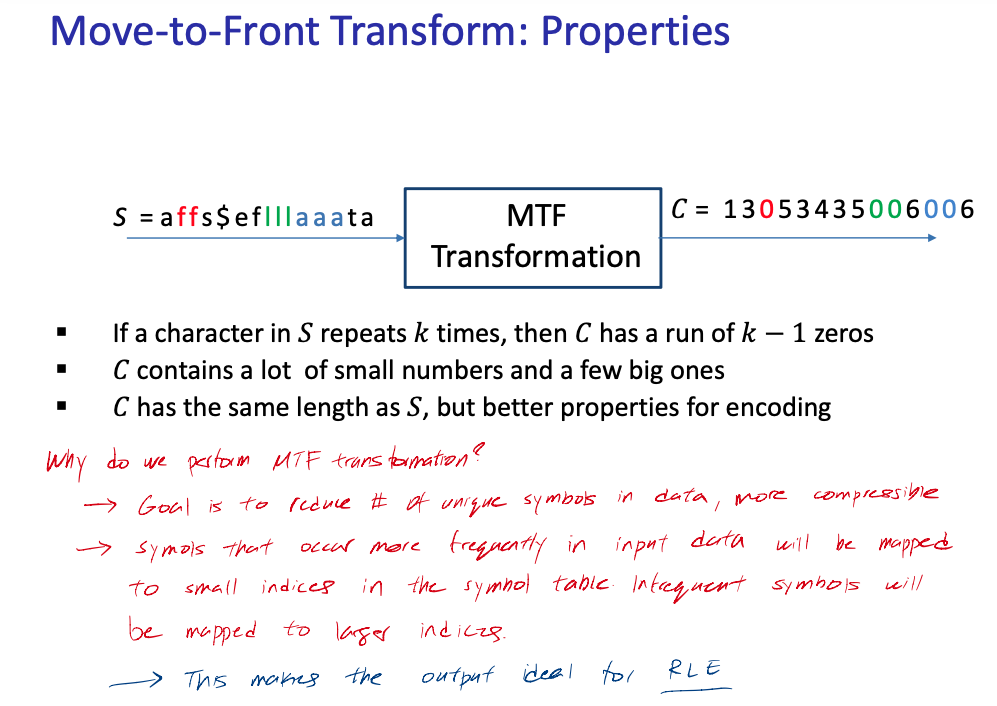 Move-to-Front Transform: Properties
S = affs$eflllaaata
MTF
Transformation
C = 13053435006006
▪ If a character in S repeats k times, then C has a run of k − 1 zeros
▪ C contains a lot of small numbers and a few big ones
▪ C has the same length as S, but better properties for encoding
Why do we perform MTF transformation?
→ Goal is to reduce # of unique symbols in data, more compressible
→ Symols that occur more frequently in input data will be mapped
to small indices in the symbol table. Infrequent symbols will
be mapped to larger indices.
→ This makes the output ideal for RLE